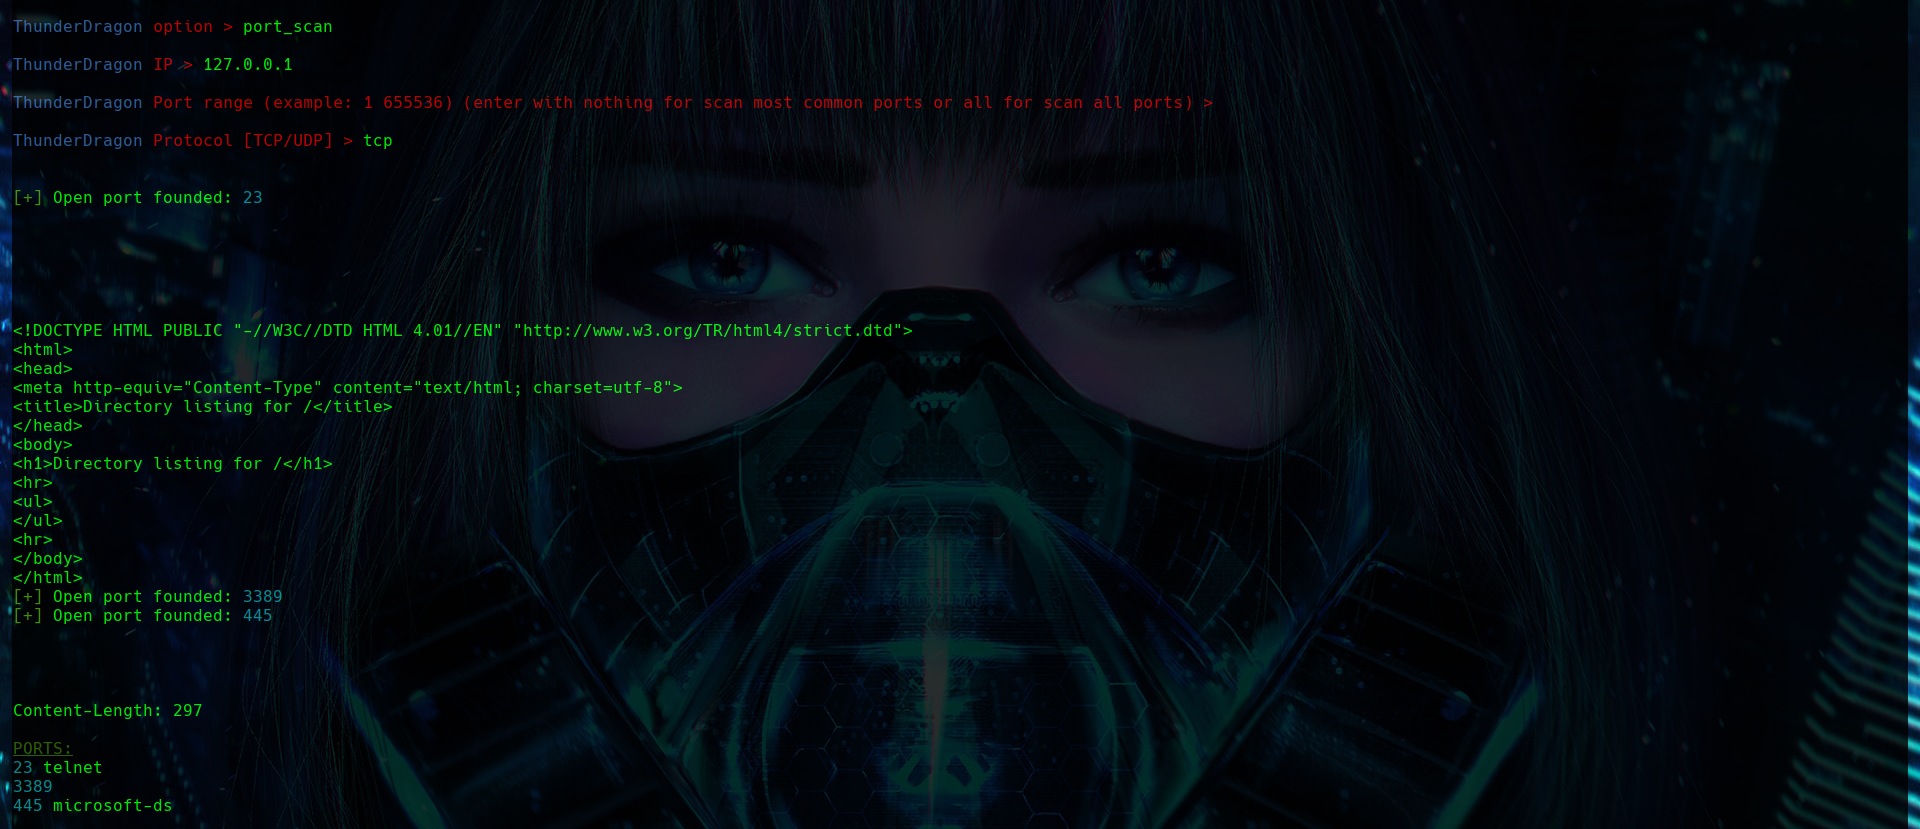 ThunderDragon option > port_scan
ThunderDragon IP > 127.0.0.1
ThunderDragon Port range (example: 1 655536) (enter with nothing for scan most common ports or all for scan all ports) >
ThunderDragon Protocol [TCP/UDP] > tcp
[+] Open port founded: 23
<!DOCTYPE HTML PUBLIC "-//W3C//DTD HTML 4.01//EN" "http://www.w3.org/TR/html4/strict.dtd">
<html>
<head>
<meta http-equiv="Content-Type" content="text/html; charset=utf-8">
<title>Directory listing for /</title>
</head>
<body>
<h1>Directory listing for /</h1>
<hr>
<ul>
</ul>
<hr>
</body>
</html>
[+] Open port founded: 3389
[+] Open port founded: 445
Content-Length: 297
PORTS:
23 telnet
3389
445 microsoft-ds